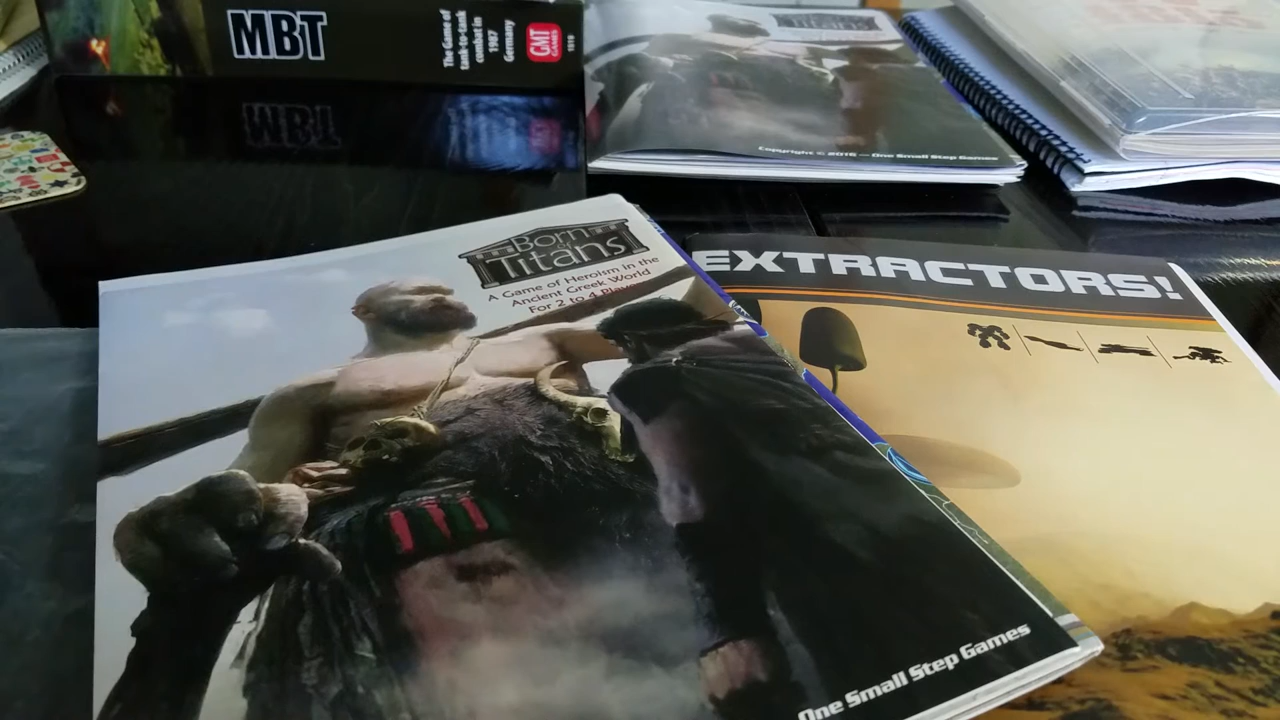 MBT
The Game of
tank-to-tank
combat in
1987
Germany
GMT
GAMES
Copyright © 2016 — One Small Step Games
Born
of
Titans
A Game of Heroism in the
Ancient Greek World
For 2 to 4 Players
EXTRACTORS!
One Small Step Games